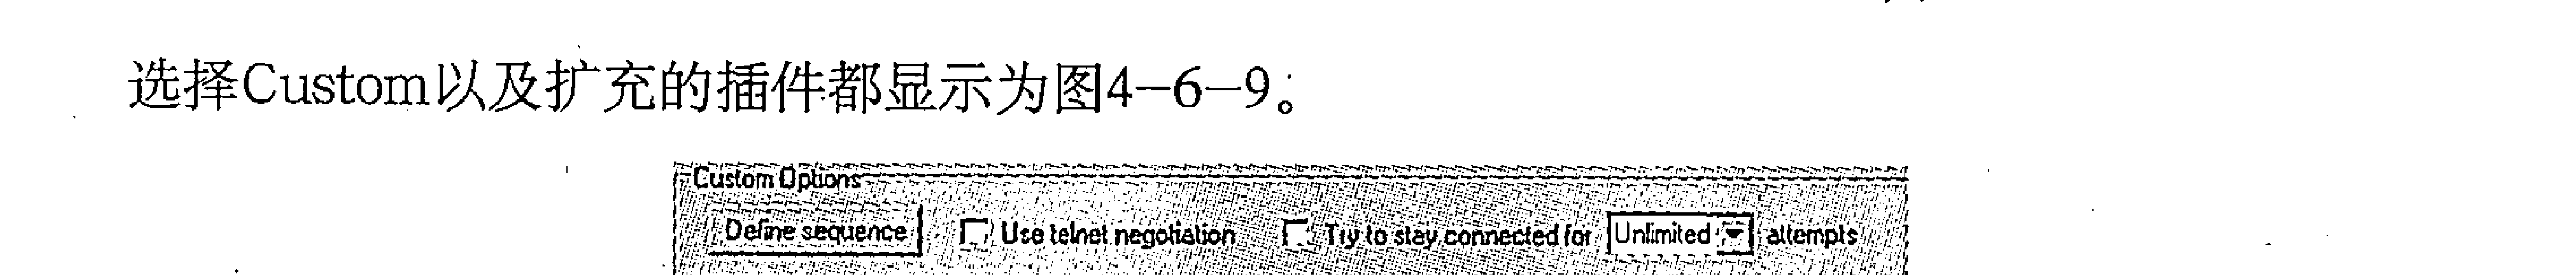 选择Custom以及扩充的插件都显示为图4-6-9。
Custom Options
Define sequence Use telnet negotiation Try to stay connected for Unlimited attempts